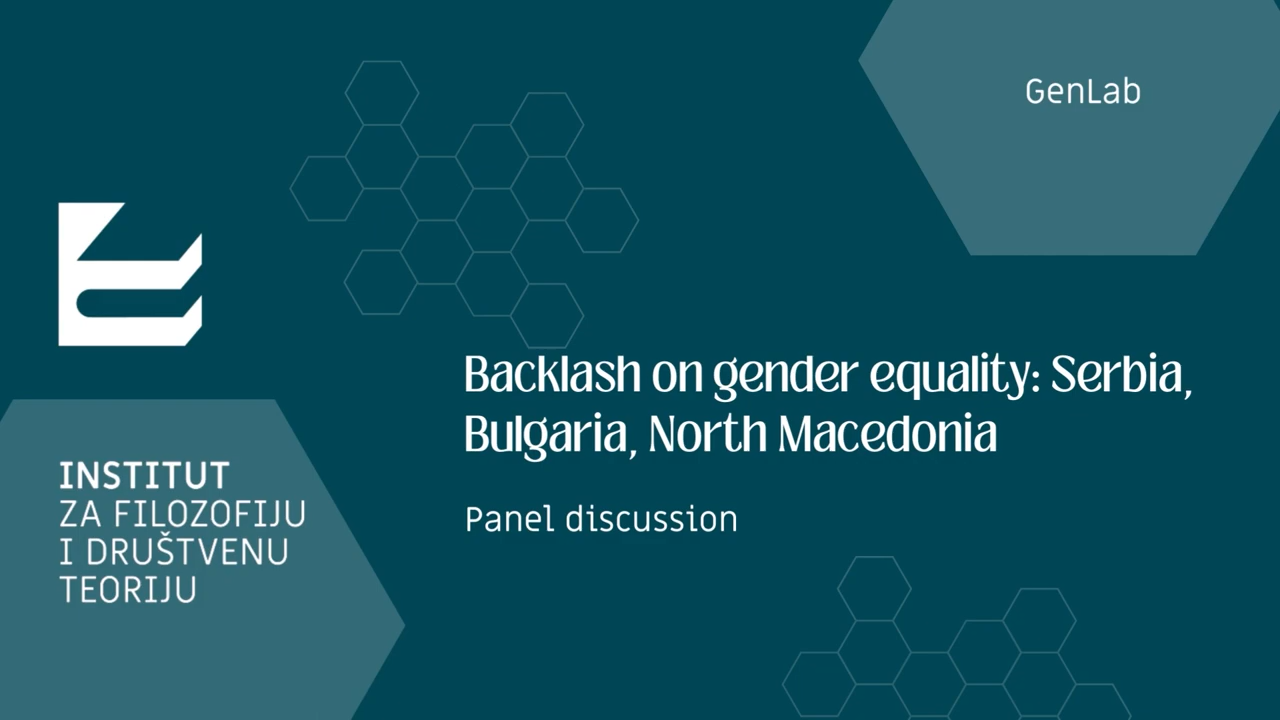 GenLab
Backlash on gender equality: Serbia,
Bulgaria, North Macedonia
Panel discussion
INSTITUT
ZA FILOZOFIJU
I DRUŠTVENU
TEORIJU